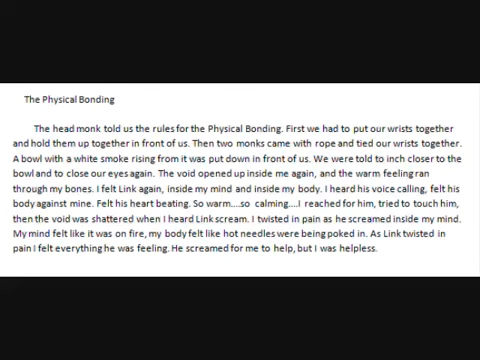 The Physical Bonding
The head monk told us the rules for the Physical Bonding. First we had to put our wrists together
and hold them up together in front of us. Then two monks came with rope and tied our wrists together.
A bowl with a white smoke rising from it was put down in front of us. We were told to inch closer to the
bowl and to close our eyes again. The void opened up inside me again, and the warm feeling ran
through my bones. I felt Link again, inside my mind and inside my body. I heard his voice calling, felt his
body against mine. Felt his heart beating. So warm....so calming....I reached for him, tried to touch him,
then the void was shattered when I heard Link scream. I twisted in pain as he screamed inside my mind.
My mind felt like it was on fire, my body felt like hot needles were being poked in. As Link twisted in
pain I felt everything he was feeling. He screamed for me to help, but I was helpless.